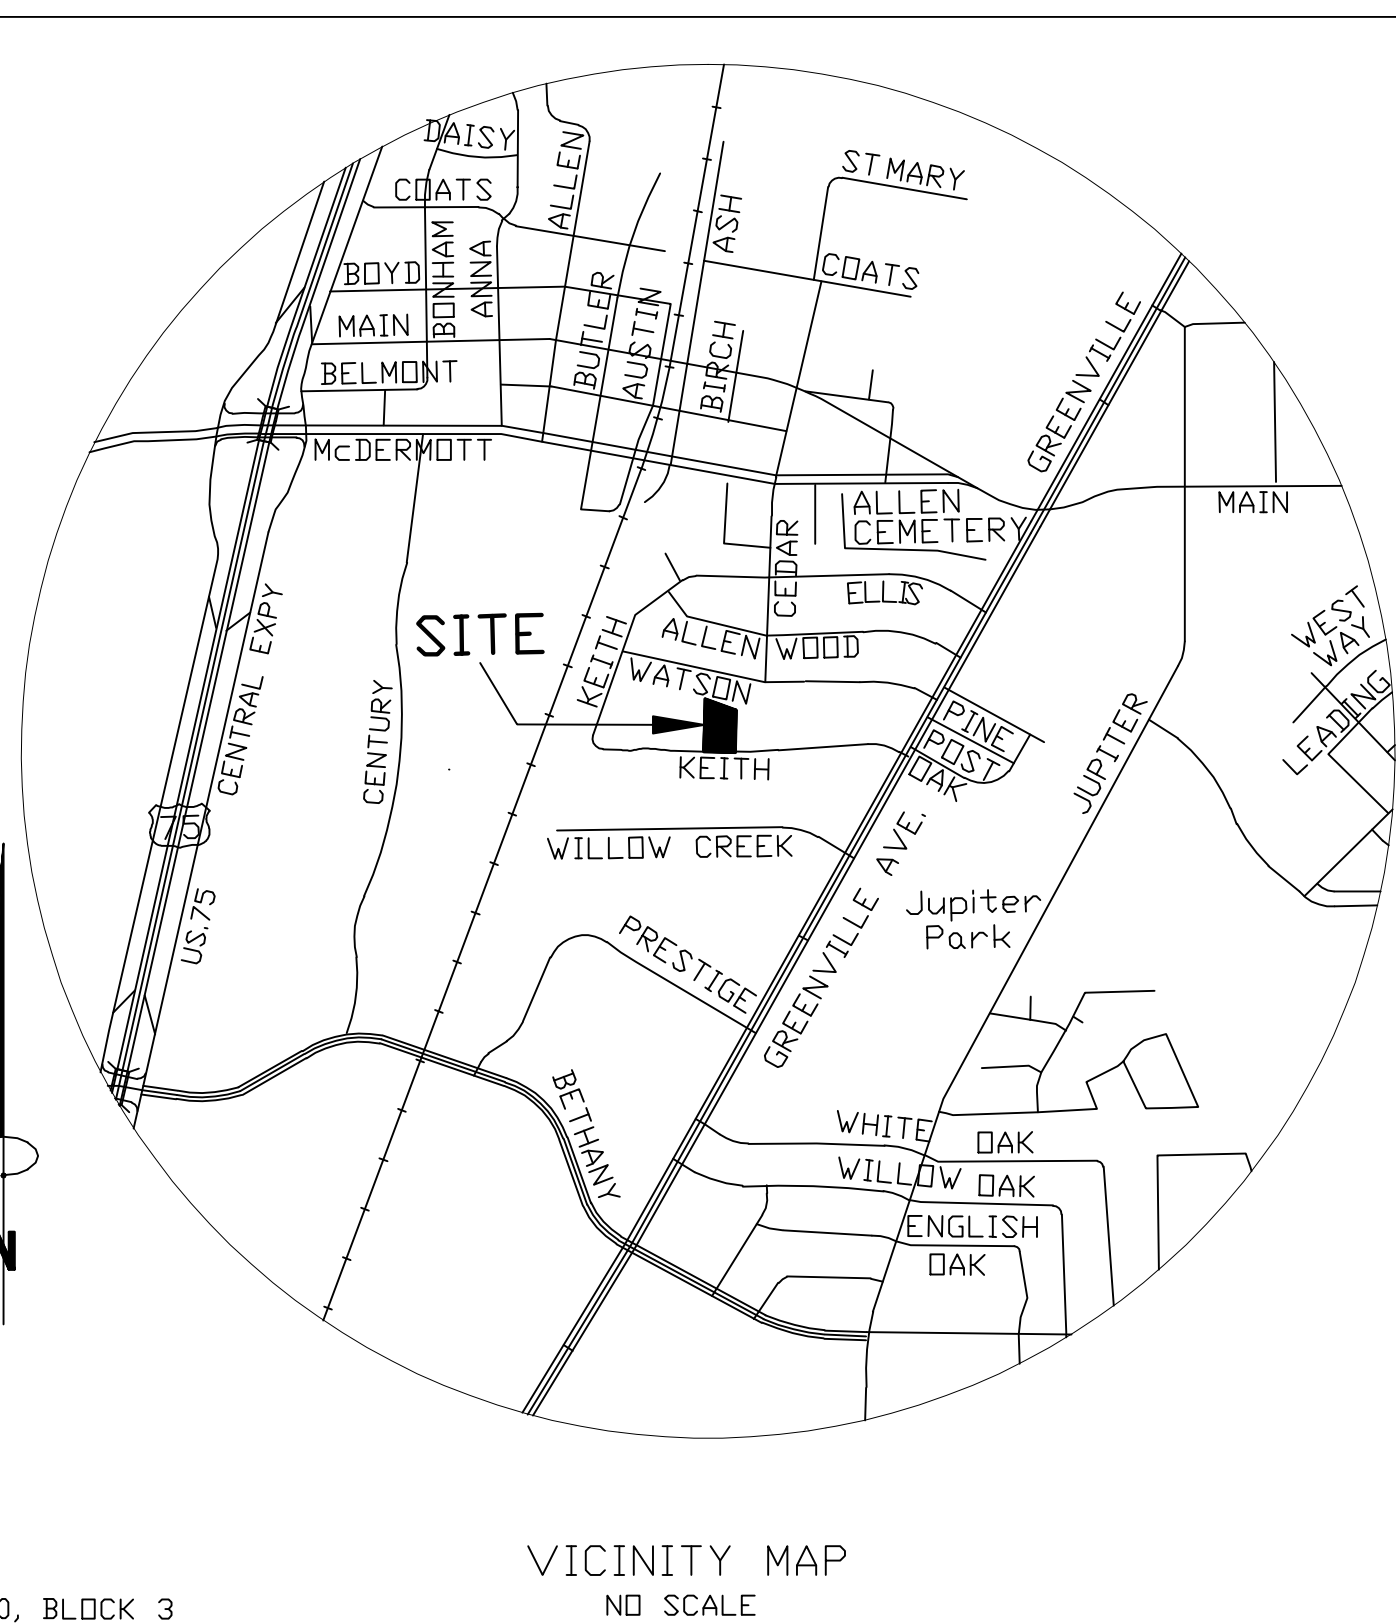 DAISY
COATS
ALLEN
ASH
ST MARY
COATS
BONHAM
ANNA
BOYD
MAIN
BELMONT
BUTLER
AUSTIN
BIRCH
GREENVILLE
McDERMOTT
MAIN
ALLEN
CEMETERY
CEDAR
ELLIS
SITE
KEITH
ALLEN WOOD
WATSON
KEITH
CENTRAL EXPY
CENTURY
WEST
WAY
LEADING
PINE
POST
OAK
JUPITER
75
US.75
WILLOW CREEK
GREENVILLE AVE.
Jupiter
Park
PRESTIGE
BETHANY
WHITE OAK
WILLOW OAK
ENGLISH
OAK
N
VICINITY MAP
NO SCALE
, BLOCK 3